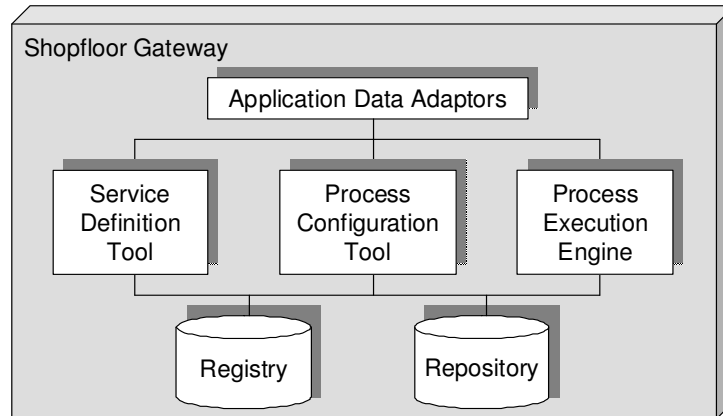 Shopfloor Gateway
Application Data Adaptors
Service
Definition
Tool
Process
Configuration
Tool
Process
Execution
Engine
Registry
Repository